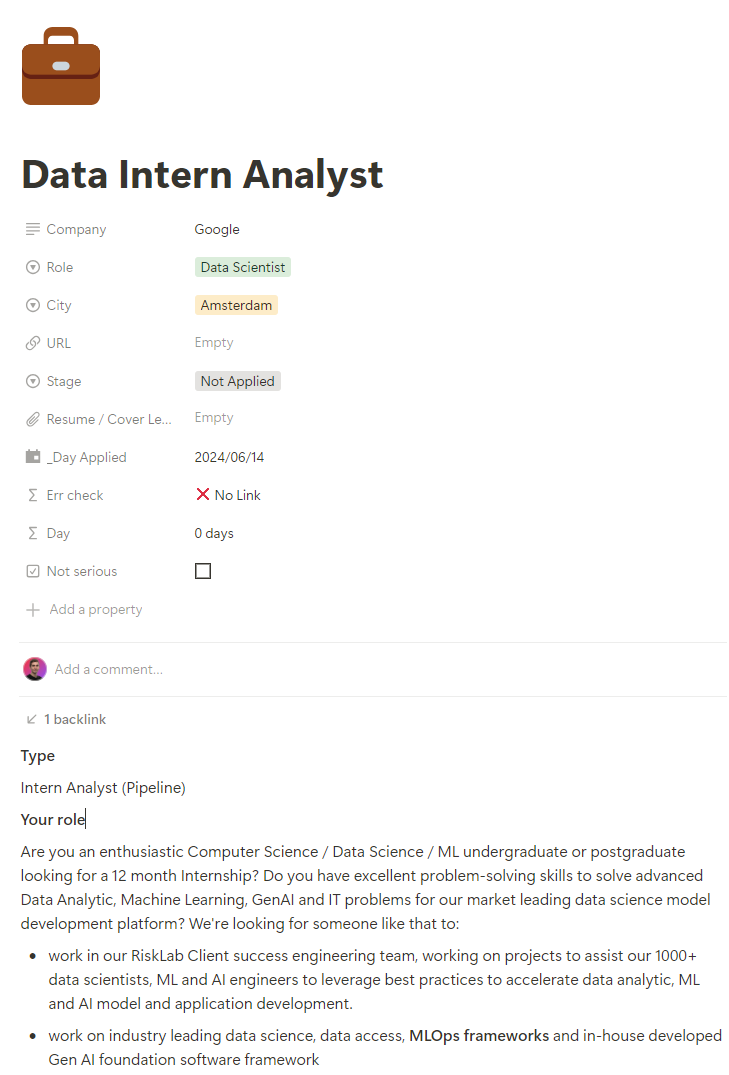 Data Intern Analyst
Company Google
Role Data Scientist
City Amsterdam
URL Empty
Stage Not Applied
Resume / Cover Le... Empty
_Day Applied 2024/06/14
Err check ❌ No Link
Day 0 days
Not serious
Add a property
Add a comment...
1 backlink
Type
Intern Analyst (Pipeline)
Your role
Are you an enthusiastic Computer Science / Data Science / ML undergraduate or postgraduate
looking for a 12 month Internship? Do you have excellent problem-solving skills to solve advanced
Data Analytic, Machine Learning, GenAI and IT problems for our market leading data science model
development platform? We're looking for someone like that to:
• work in our RiskLab Client success engineering team, working on projects to assist our 1000+
data scientists, ML and AI engineers to leverage best practices to accelerate data analytic, ML
and AI model and application development.
• work on industry leading data science, data access, MLOps frameworks and in-house developed
Gen AI foundation software framework